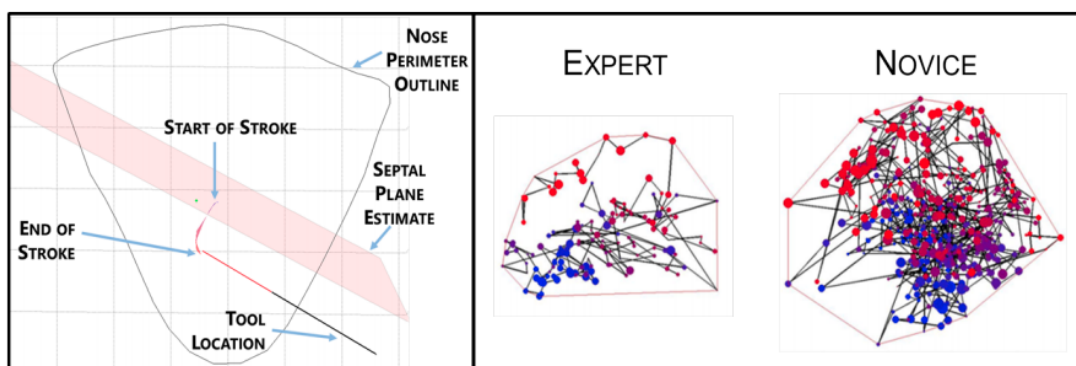 NOSE
PERIMETER
OUTLINE
START OF STROKE
SEPTAL
PLANE
ESTIMATE
END OF
STROKE
TOOL
LOCATION
EXPERT
NOVICE